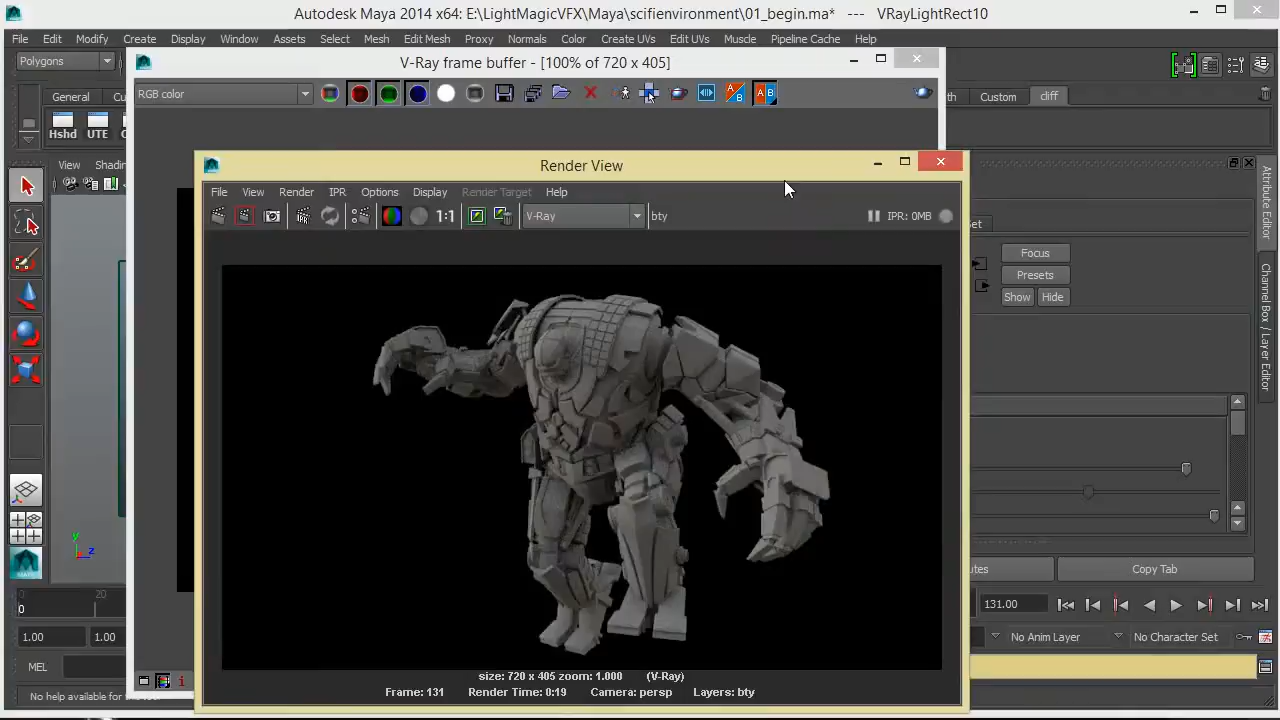 Autodesk Maya 2014 x64: E:\LightMagicVFX\Maya\scifienvironment\01_begin.ma* --- VRayLightRect10
File Edit Modify Create Display Window Assets Select Mesh Edit Mesh Proxy Normals Color Create UVs Edit UVs Muscle Pipeline Cache Help
Polygons
V-Ray frame buffer - [100% of 720 x 405]
RGB color
General
Custom cliff
Hshd UTE
View
Render View
File View Render IPR Options Display Render Target Help
1:1 V-Ray bty IPR: 0MB
Focus
Presets
Show Hide
Attribute Editor
Channel Box / Layer Editor
Copy Tab
y
z
MAYA
0 20
0
131.00
1.00 1.00
No Anim Layer No Character Set
MEL
size: 720 x 405 zoom: (V-Ray)
Frame: 131 Render Time: Camera: persp Layers: bty
No help available for